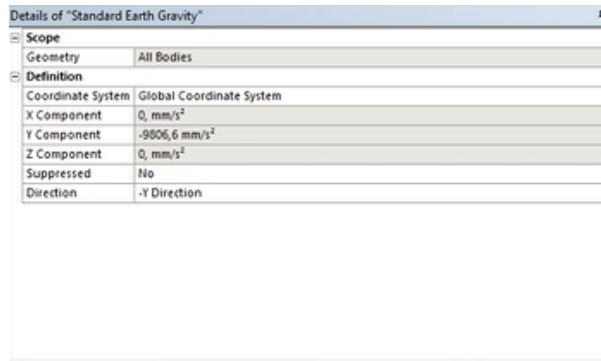 Details of "Standard Earth Gravity"
Scope
Geometry All Bodies
Definition
Coordinate System Global Coordinate System
X Component 0, mm/s²
Y Component -9806,6 mm/s²
Z Component 0, mm/s²
Suppressed No
Direction -Y Direction